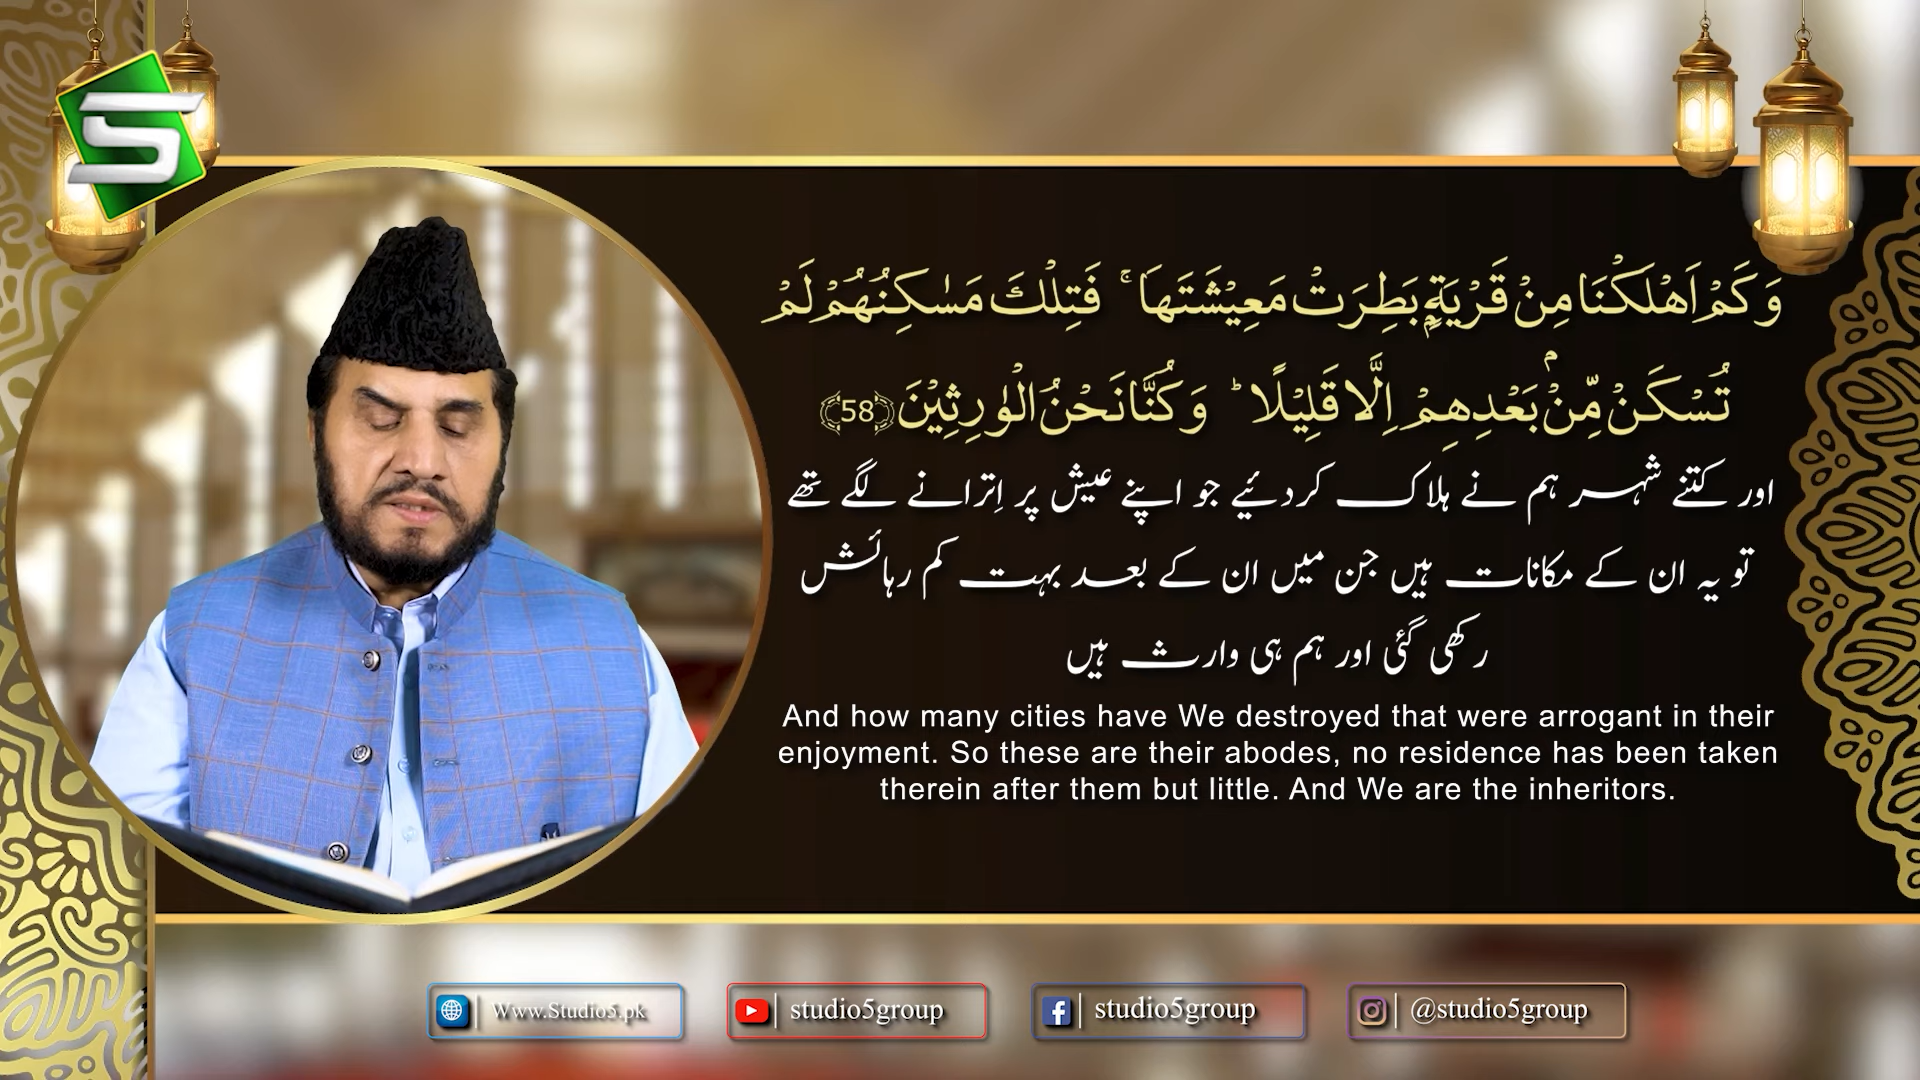 وَكَمْ اَهْلَكْنَا مِنْ قَرْيَةٍۭ بَطِرَتْ مَعِيْشَتَهَا ۚ فَتِلْكَ مَسٰكِنُهُمْ لَمْ
تُسْكَنْ مِّنْۢ بَعْدِهِمْ اِلَّا قَلِيْلًا ؕ وَكُنَّا نَحْنُ الْوٰرِثِيْنَ ﴿58﴾
اور کتنے شہر ہم نے ہلاک کردئیے جو اپنے عیش پر اِترانے لگے تھے
تو یہ ان کے مکانات ہیں جن میں ان کے بعد بہت کم رہائش
رکھی گئی اور ہم ہی وارث ہیں
And how many cities have We destroyed that were arrogant in their
enjoyment. So these are their abodes, no residence has been taken
therein after them but little. And We are the inheritors.
Www.Studio5.pk
studio5group
studio5group
@studio5group